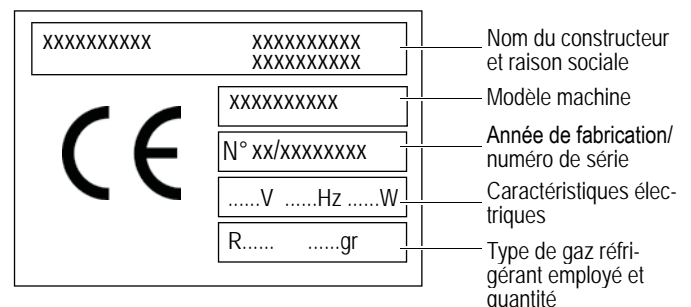 XXXXXXXXXX XXXXXXXXXX
XXXXXXXXXX
Nom du constructeur
et raison sociale
XXXXXXXXXX
Modèle machine
N° xx/xxxxxxxx
Année de fabrication/
numéro de série
CE
......V ......Hz ......W
Caractéristiques élec-
triques
R...... ......gr
Type de gaz réfri-
gérant employé et
quantité